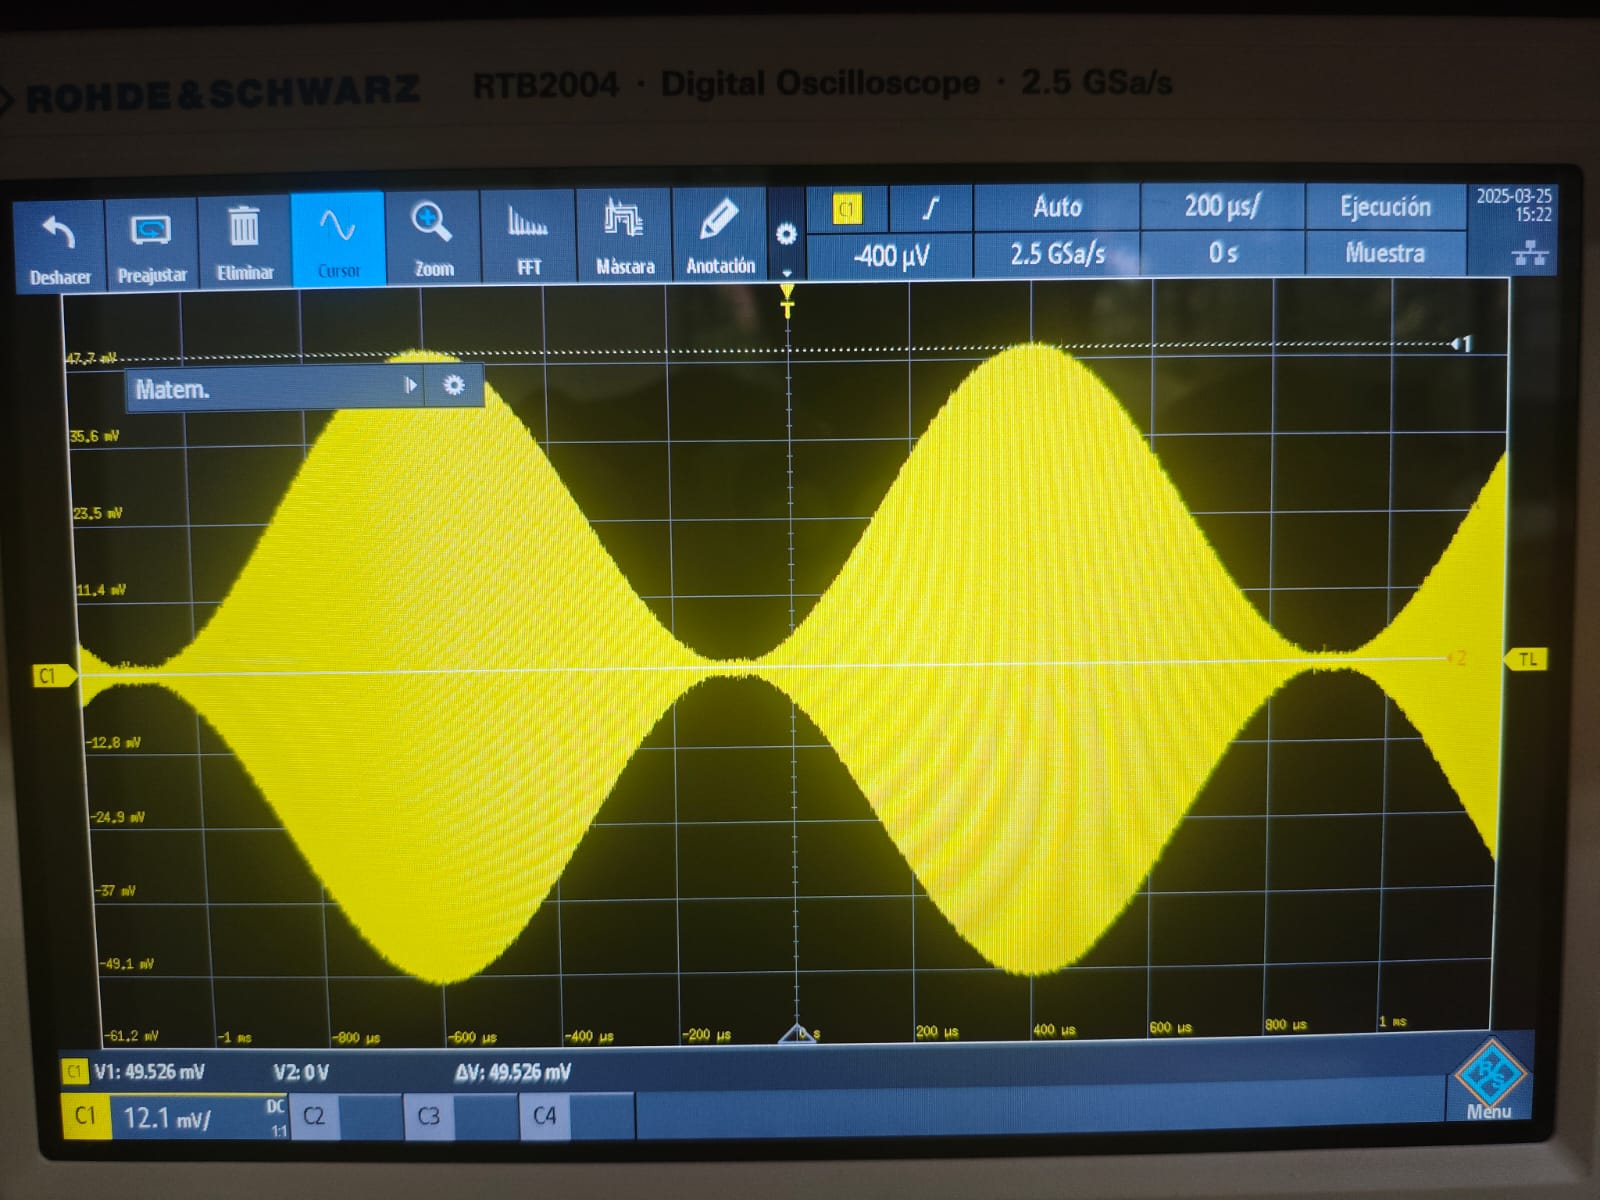 ROHDE&SCHWARZ RTB2004 · Digital Oscilloscope · 2.5 GSa/s
Deshacer Preajustar Eliminar Cursor Zoom FFT Máscara Anotación
C1 Auto 200 µs/ Ejecución
-400 µV 2.5 GSa/s 0 s Muestra
2025-03-25
15:22
T
47.7 mV
1
Matem.
35.6 mV
23.5 mV
11.4 mV
C1
2
TL
-12.8 mV
-24.9 mV
-37 mV
-49.1 mV
-61.2 mV
-1 ms -800 µs -600 µs -400 µs -200 µs 0 s 200 µs 400 µs 600 µs 800 µs 1 ms
C1 V1: 49.526 mV V2: 0 V ΔV: 49.526 mV
C1 12.1 mV/ DC 1:1 C2 C3 C4
R&S
Menu